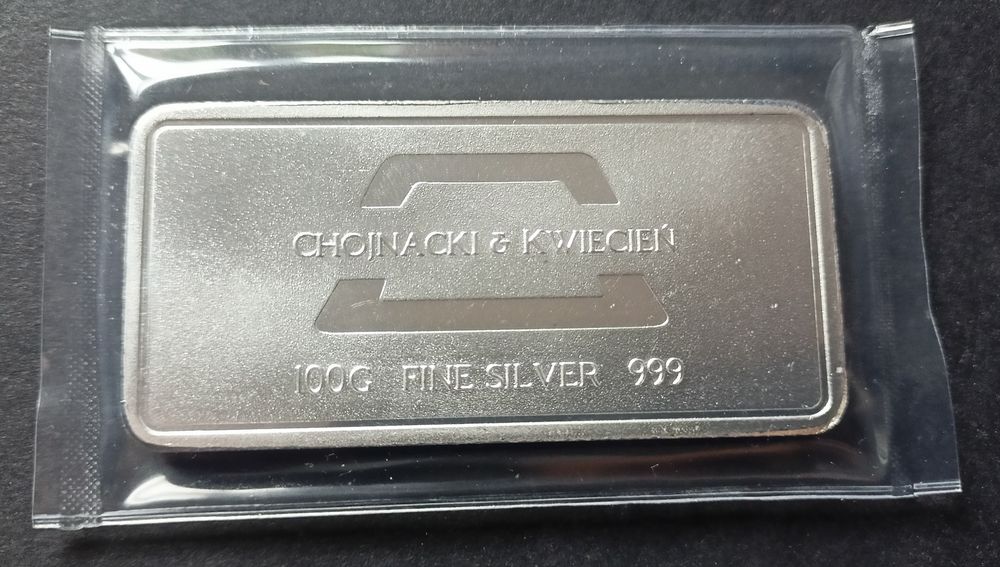 CHOJNACKI & KWIECIEŃ
100G FINE SILVER 999